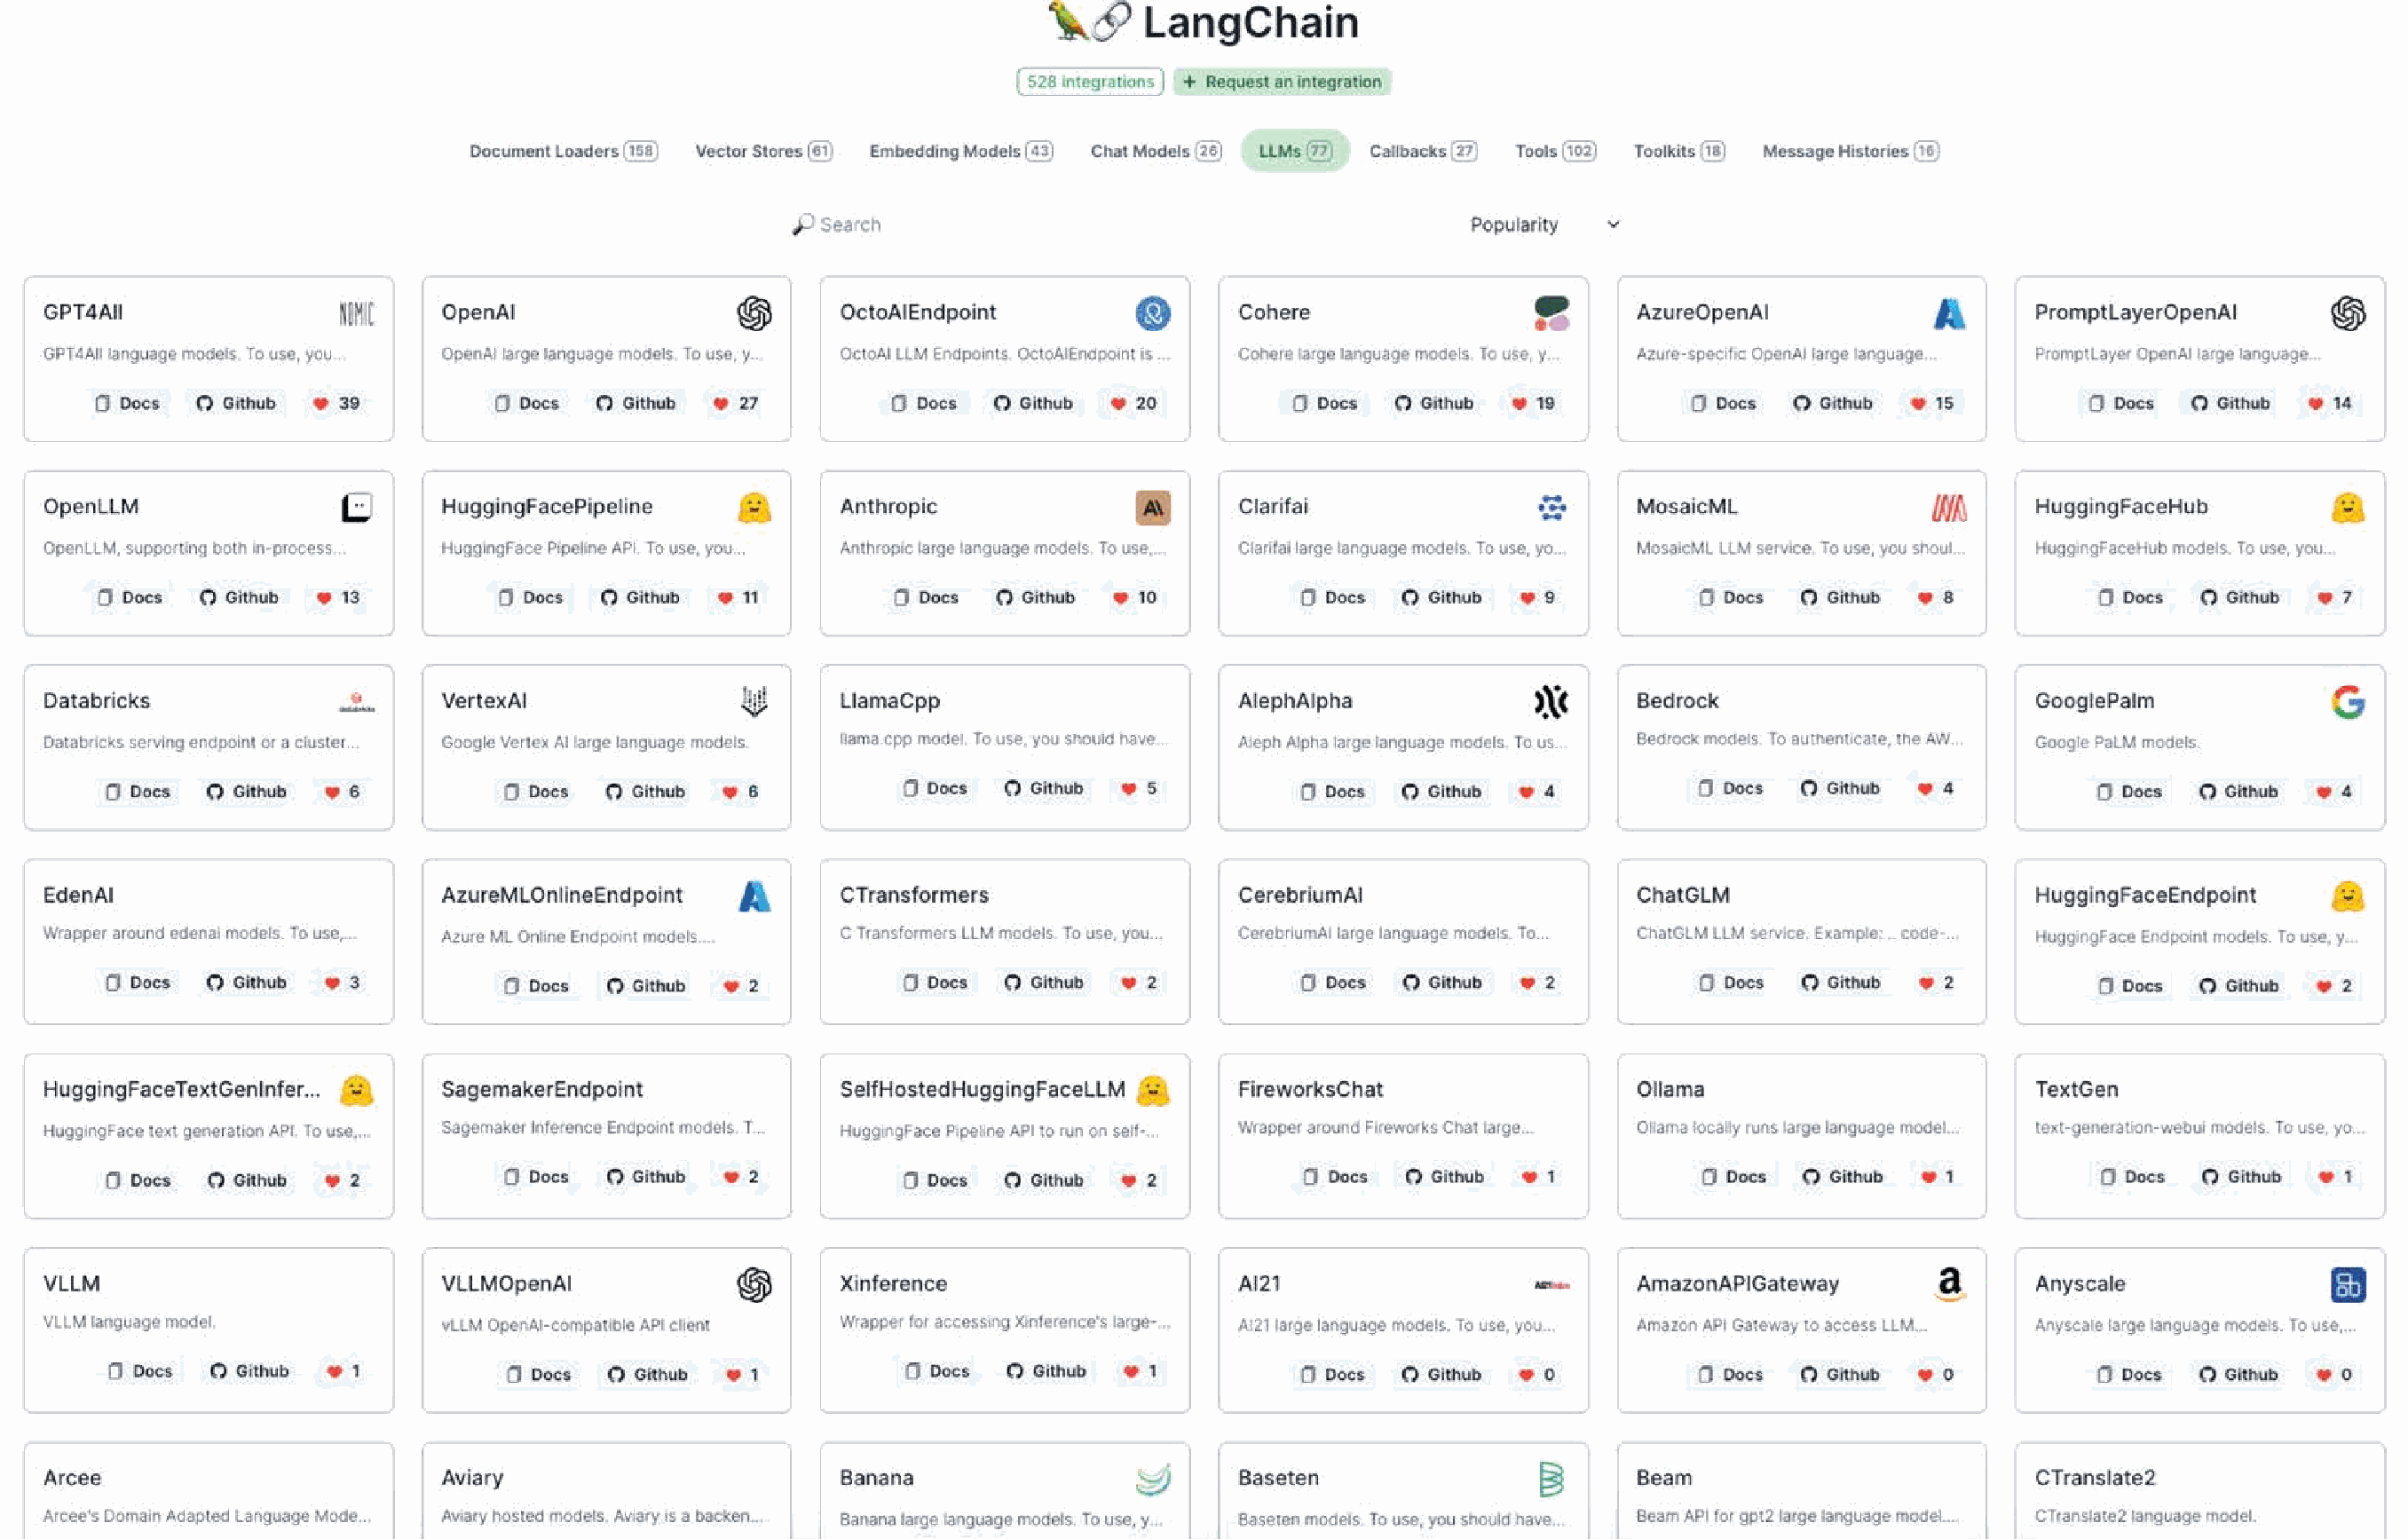 LangChain
528 integrations + Request an integration
Document Loaders 158 Vector Stores 61 Embedding Models 43 Chat Models 26 LLMs 77 Callbacks 27 Tools 102 Toolkits 18 Message Histories 16
Search Popularity
GPT4All NOMIC OpenAI OctoAIEndpoint Cohere AzureOpenAI PromptLayerOpenAI
GPT4All language models. To use, you... OpenAI large language models. To use, y... OctoAI LLM Endpoints. OctoAIEndpoint is ... Cohere large language models. To use, y... Azure-specific OpenAI large language... PromptLayer OpenAI large language...
Docs Github 39 Docs Github 27 Docs Github 20 Docs Github 19 Docs Github 15 Docs Github 14
OpenLLM HuggingFacePipeline Anthropic Clarifai MosaicML HuggingFaceHub
OpenLLM, supporting both in-process... HuggingFace Pipeline API. To use, you... Anthropic large language models. To use,... Clarifai large language models. To use, yo... MosaicML LLM service. To use, you shoul... HuggingFaceHub models. To use, you...
Docs Github 13 Docs Github 11 Docs Github 10 Docs Github 9 Docs Github 8 Docs Github 7
Databricks databricks VertexAI LlamaCpp AlephAlpha Bedrock GooglePalm
Databricks serving endpoint or a cluster... Google Vertex AI large language models. llama.cpp model. To use, you should have... Aleph Alpha large language models. To us... Bedrock models. To authenticate, the AW... Google PaLM models.
Docs Github 6 Docs Github 6 Docs Github 5 Docs Github 4 Docs Github 4 Docs Github 4
EdenAI AzureMLOnlineEndpoint CTransformers CerebriumAI ChatGLM HuggingFaceEndpoint
Wrapper around edenai models. To use,... Azure ML Online Endpoint models.... C Transformers LLM models. To use, you... CerebriumAI large language models. To... ChatGLM LLM service. Example: .. code-... HuggingFace Endpoint models. To use, y...
Docs Github 3 Docs Github 2 Docs Github 2 Docs Github 2 Docs Github 2 Docs Github 2
HuggingFaceTextGenInfer... SagemakerEndpoint SelfHostedHuggingFaceLLM FireworksChat Ollama TextGen
HuggingFace text generation API. To use,... Sagemaker Inference Endpoint models. T... HuggingFace Pipeline API to run on self-... Wrapper around Fireworks Chat large... Ollama locally runs large language model... text-generation-webui models. To use, yo...
Docs Github 2 Docs Github 2 Docs Github 2 Docs Github 1 Docs Github 1 Docs Github 1
VLLM VLLMOpenAI Xinference AI21 AmazonAPIGateway Anyscale
VLLM language model. vLLM OpenAI-compatible API client Wrapper for accessing Xinference's large-... AI21 large language models. To use, you... Amazon API Gateway to access LLM... Anyscale large language models. To use,...
Docs Github 1 Docs Github 1 Docs Github 1 Docs Github 0 Docs Github 0 Docs Github 0
Arcee Aviary Banana Baseten Beam CTranslate2
Arcee's Domain Adapted Language Mode... Aviary hosted models. Aviary is a backen... Banana large language models. To use, y... Baseten models. To use, you should have... Beam API for gpt2 large language model.... CTranslate2 language model.